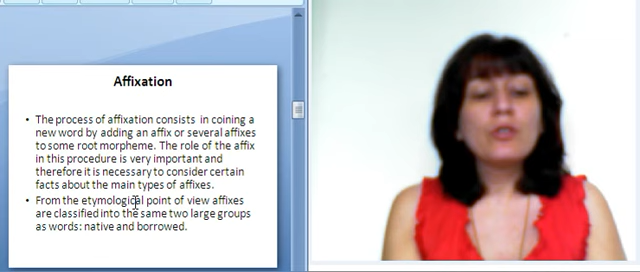 Affixation
• The process of affixation consists in coining a
new word by adding an affix or several affixes
to some root morpheme. The role of the affix
in this procedure is very important and
therefore it is necessary to consider certain
facts about the main types of affixes.
• From the etymological point of view affixes
are classified into the same two large groups
as words: native and borrowed.